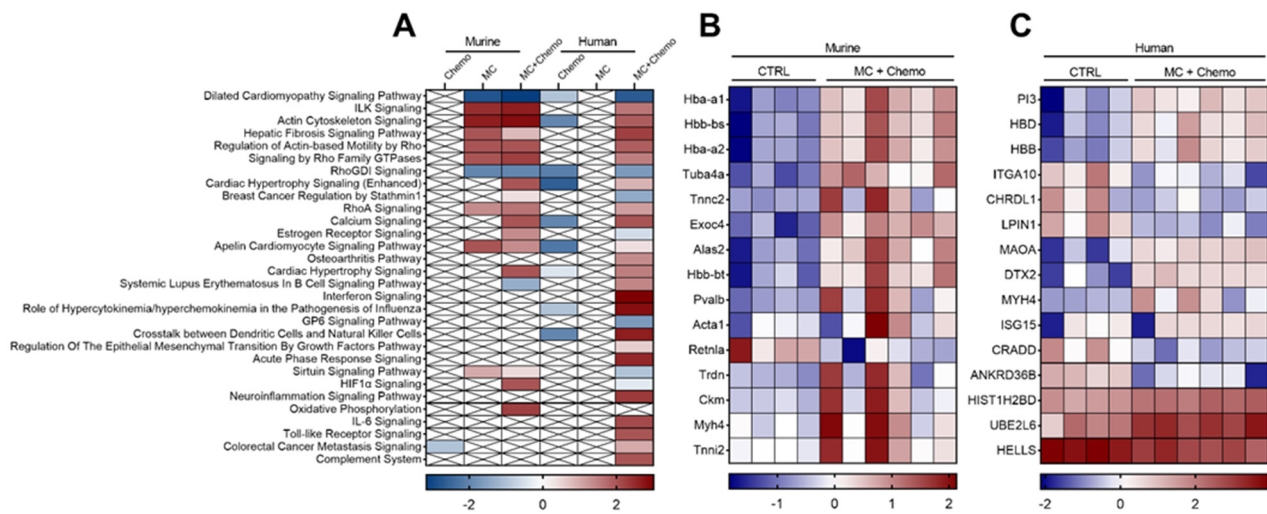 A
Murine
Human
Chemo
MC
MC+Chemo
Chemo
MC
MC+Chemo
Dilated Cardiomyopathy Signaling Pathway
ILK Signaling
Actin Cytoskeleton Signaling
Hepatic Fibrosis Signaling Pathway
Regulation of Actin-based Motility by Rho
Signaling by Rho Family GTPases
RhoGDI Signaling
Cardiac Hypertrophy Signaling (Enhanced)
Breast Cancer Regulation by Stathmin1
RhoA Signaling
Calcium Signaling
Estrogen Receptor Signaling
Apelin Cardiomyocyte Signaling Pathway
Osteoarthritis Pathway
Cardiac Hypertrophy Signaling
Systemic Lupus Erythematosus In B Cell Signaling Pathway
Interferon Signaling
Role of Hypercytokinemia/hyperchemokinemia in the Pathogenesis of Influenza
GP6 Signaling Pathway
Crosstalk between Dendritic Cells and Natural Killer Cells
Regulation Of The Epithelial Mesenchymal Transition By Growth Factors Pathway
Acute Phase Response Signaling
Sirtuin Signaling Pathway
HIF1α Signaling
Neuroinflammation Signaling Pathway
Oxidative Phosphorylation
IL-6 Signaling
Toll-like Receptor Signaling
Colorectal Cancer Metastasis Signaling
Complement System
-2 0 2
B
Murine
CTRL MC + Chemo
Hba-a1
Hbb-bs
Hba-a2
Tuba4a
Tnnc2
Exoc4
Alas2
Hbb-bt
Pvalb
Acta1
Retnla
Trdn
Ckm
Myh4
Tnni2
-1 0 1 2
C
Human
CTRL MC + Chemo
PI3
HBD
HBB
ITGA10
CHRDL1
LPIN1
MAOA
DTX2
MYH4
ISG15
CRADD
ANKRD36B
HIST1H2BD
UBE2L6
HELLS
-2 0 2